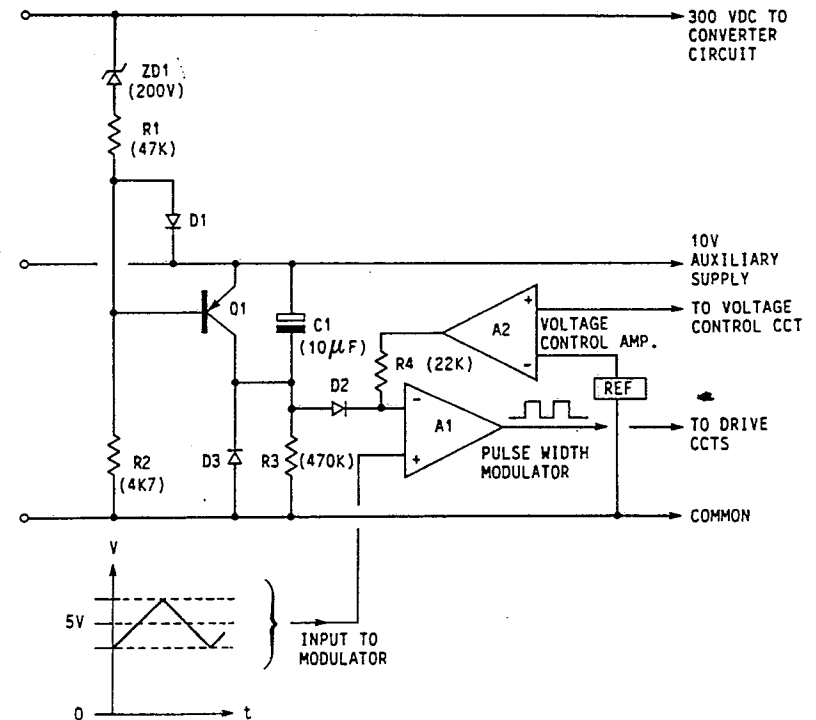 300 VDC TO
CONVERTER
CIRCUIT
ZD1
(200V)
R1
(47K)
D1
10V
AUXILIARY
SUPPLY
Q1
C1
(10µF)
+
A2
-
VOLTAGE
CONTROL AMP.
TO VOLTAGE
CONTROL CCT
R4 (22K)
REF
D2
-
A1
+
TO DRIVE
CCTS
PULSE WIDTH
MODULATOR
R2
(4K7)
D3
R3 (470K)
COMMON
V
5V
0
t
INPUT TO
MODULATOR